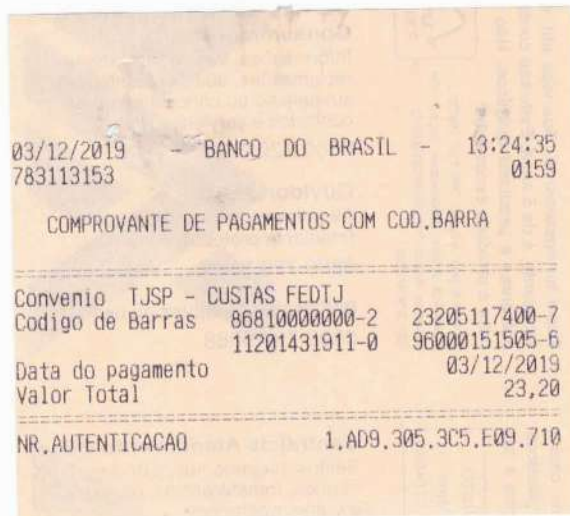 03/12/2019 - BANCO DO BRASIL - 13:24:35
783113153 0159
COMPROVANTE DE PAGAMENTOS COM COD.BARRA
Convenio TJSP - CUSTAS FEDTJ
Codigo de Barras 86810000000-2 23205117400-7
11201431911-0 96000151505-6
Data do pagamento 03/12/2019
Valor Total 23,20
NR.AUTENTICACAO 1.AD9.305.3C5.E09.710